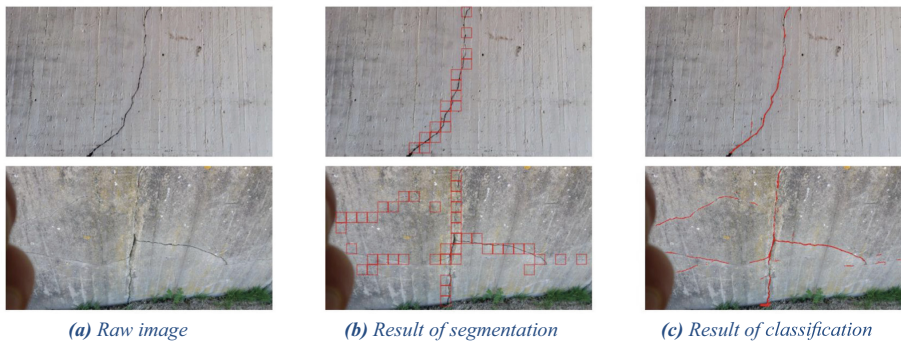 (a) Raw image
(b) Result of segmentation
(c) Result of classification